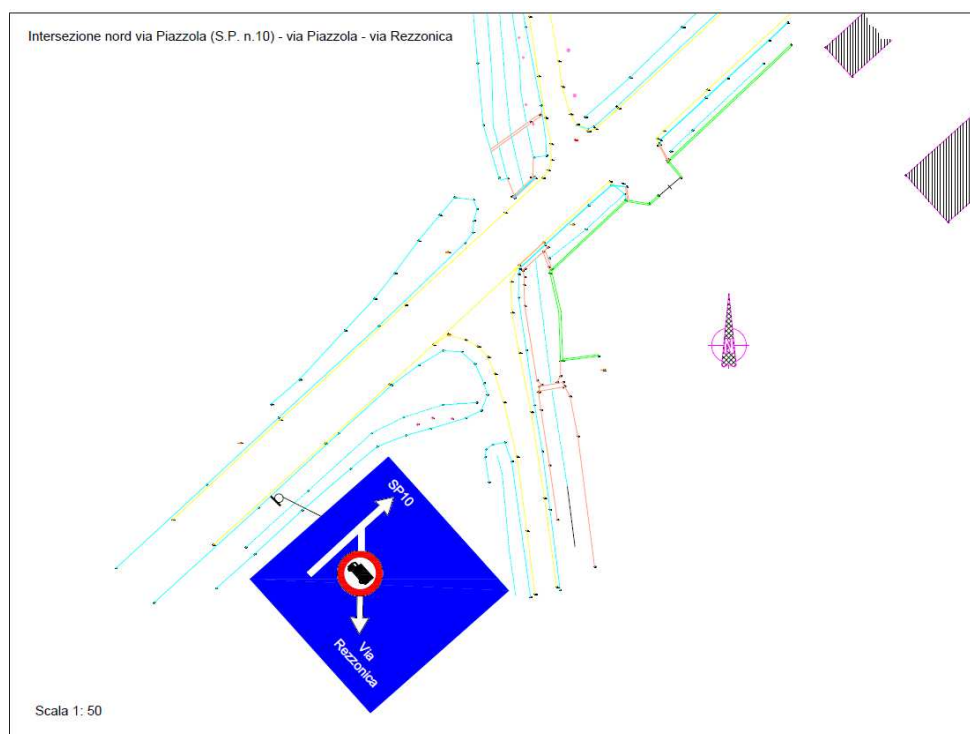 Intersezione nord via Piazzola (S.P. n.10) - via Piazzola - via Rezzonica
N
SP10
Via
Rezzonica
Scala 1: 50